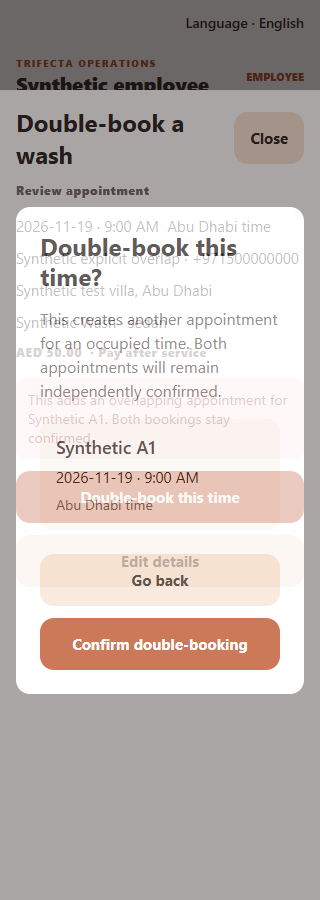 Language · English
TRIFECTA OPERATIONS
Synthetic employee
EMPLOYEE
Double-book a
wash
Close
Review appointment
2026-11-19 · 9:00 AM Abu Dhabi time
Synthetic explicit overlap · +971500000000
Synthetic test villa, Abu Dhabi
Synthetic Wash · sedan
AED 50.00 · Pay after service
This adds an overlapping appointment for
Synthetic A1. Both bookings stay
confirmed.
Double-book this time
Edit details
Double-book this
time?
This creates another appointment
for an occupied time. Both
appointments will remain
independently confirmed.
Synthetic A1
2026-11-19 · 9:00 AM
Abu Dhabi time
Go back
Confirm double-booking